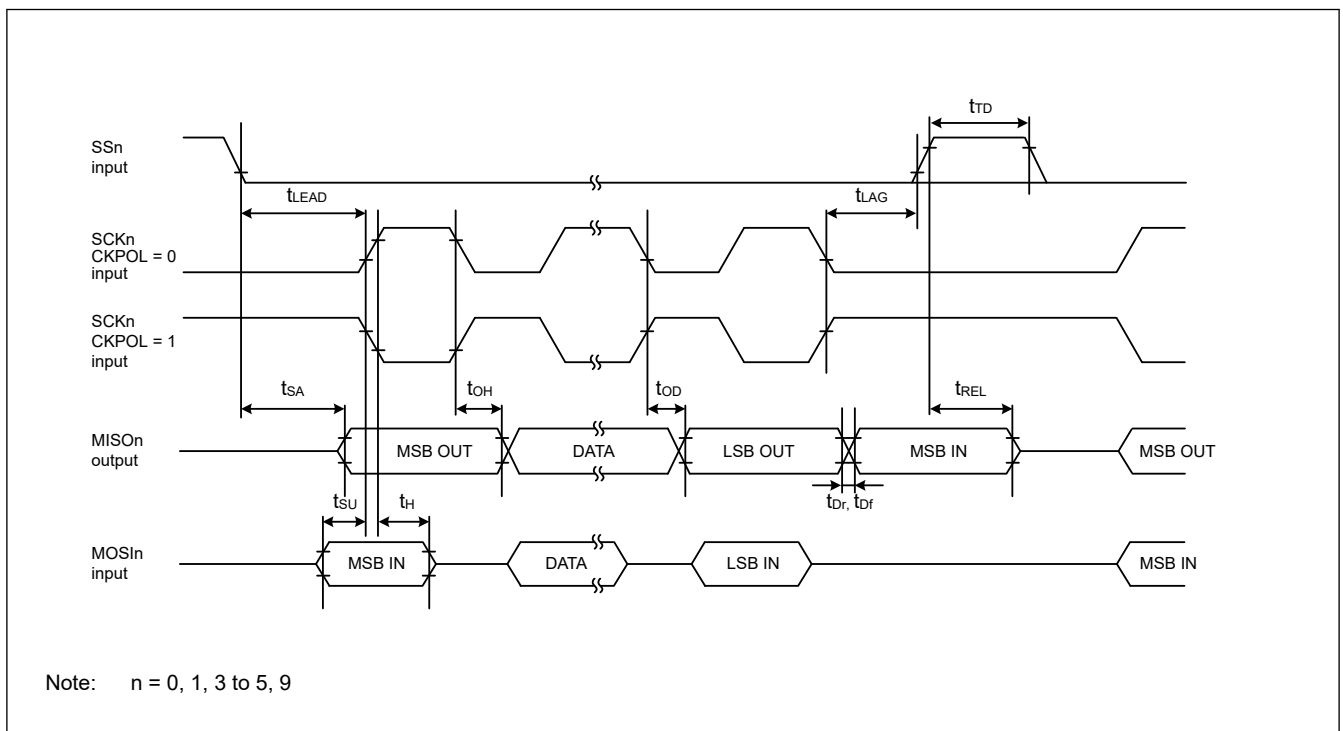 tTD
SSn
input
tLEAD
tLAG
SCKn
CKPOL = 0
input
SCKn
CKPOL = 1
input
tSA
tOH
tOD
tREL
MISOn
output
MSB OUT
DATA
LSB OUT
MSB IN
MSB OUT
tSU
tH
tDr, tDf
MOSIn
input
MSB IN
DATA
LSB IN
MSB IN
Note: n = 0, 1, 3 to 5, 9